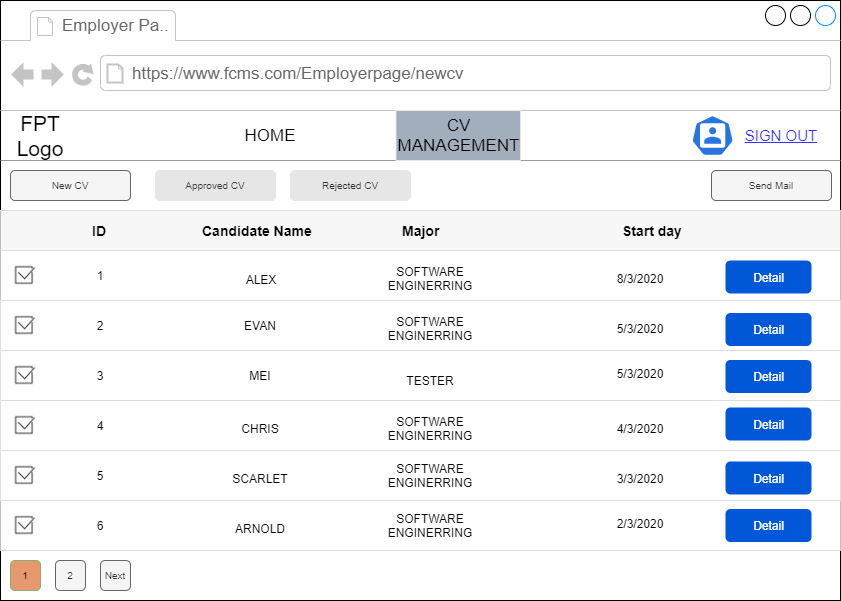 Employer Pa..
https://www.fcms.com/Employerpage/newcv
FPT
Logo
HOME
CV
MANAGEMENT
SIGN OUT
New CV
Approved CV
Rejected CV
Send Mail
ID Candidate Name Major Start day
1 ALEX SOFTWARE ENGINERRING 8/3/2020 Detail
2 EVAN SOFTWARE ENGINERRING 5/3/2020 Detail
3 MEI TESTER 5/3/2020 Detail
4 CHRIS SOFTWARE ENGINERRING 4/3/2020 Detail
5 SCARLET SOFTWARE ENGINERRING 3/3/2020 Detail
6 ARNOLD SOFTWARE ENGINERRING 2/3/2020 Detail
1 2 Next